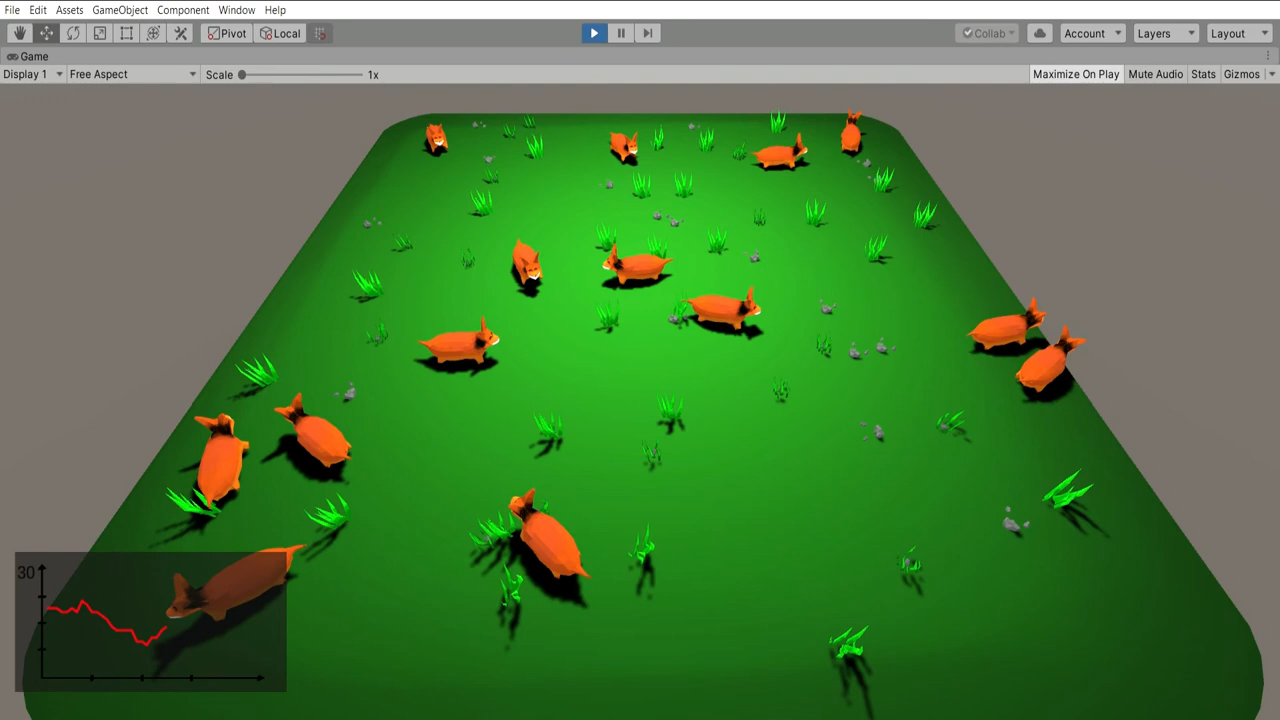 File Edit Assets GameObject Component Window Help
Pivot Local Collab Account Layers Layout
Game
Display 1 Free Aspect Scale 1x Maximize On Play Mute Audio Stats Gizmos
30